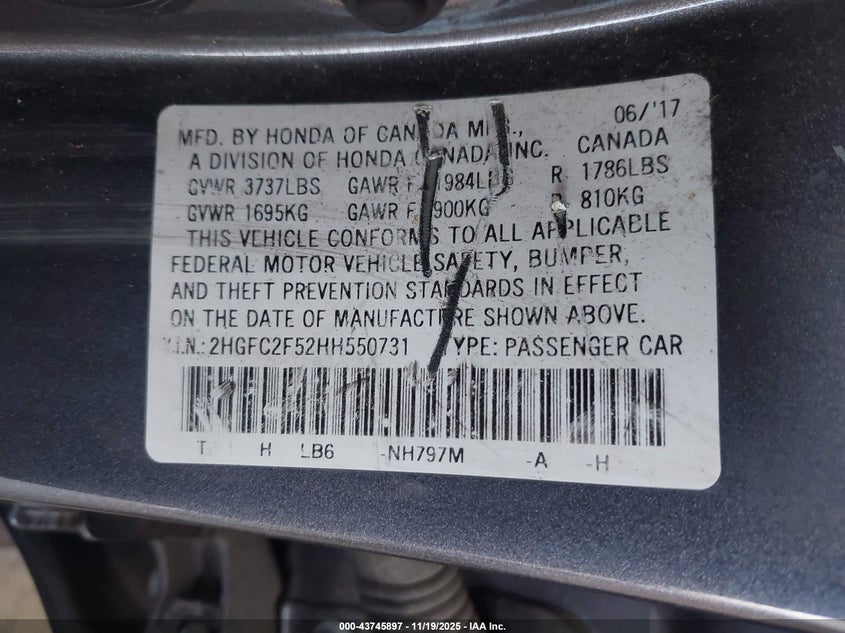 06/'17
MFD. BY HONDA OF CANADA MFG., CANADA
A DIVISION OF HONDA CANADA INC.
GVWR 3737LBS GAWR F 1984LBS R 1786LBS
GVWR 1695KG GAWR F 900KG 810KG
THIS VEHICLE CONFORMS TO ALL APPLICABLE
FEDERAL MOTOR VEHICLE SAFETY, BUMPER,
AND THEFT PREVENTION STANDARDS IN EFFECT
ON THE DATE OF MANUFACTURE SHOWN ABOVE.
V.I.N.:2HGFC2F52HH550731 TYPE: PASSENGER CAR
T H LB6 -NH797M -A -H
000-43745897 - 11/19/2025 - IAA Inc.